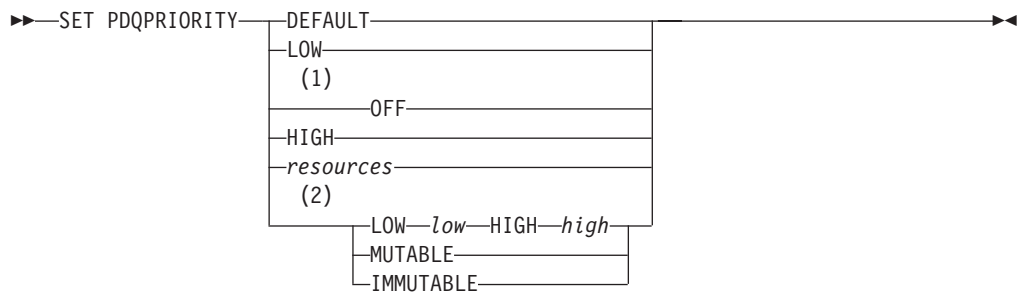 SET PDQPRIORITY DEFAULT
LOW
(1)
OFF
HIGH
resources
(2)
LOW low HIGH high
MUTABLE
IMMUTABLE